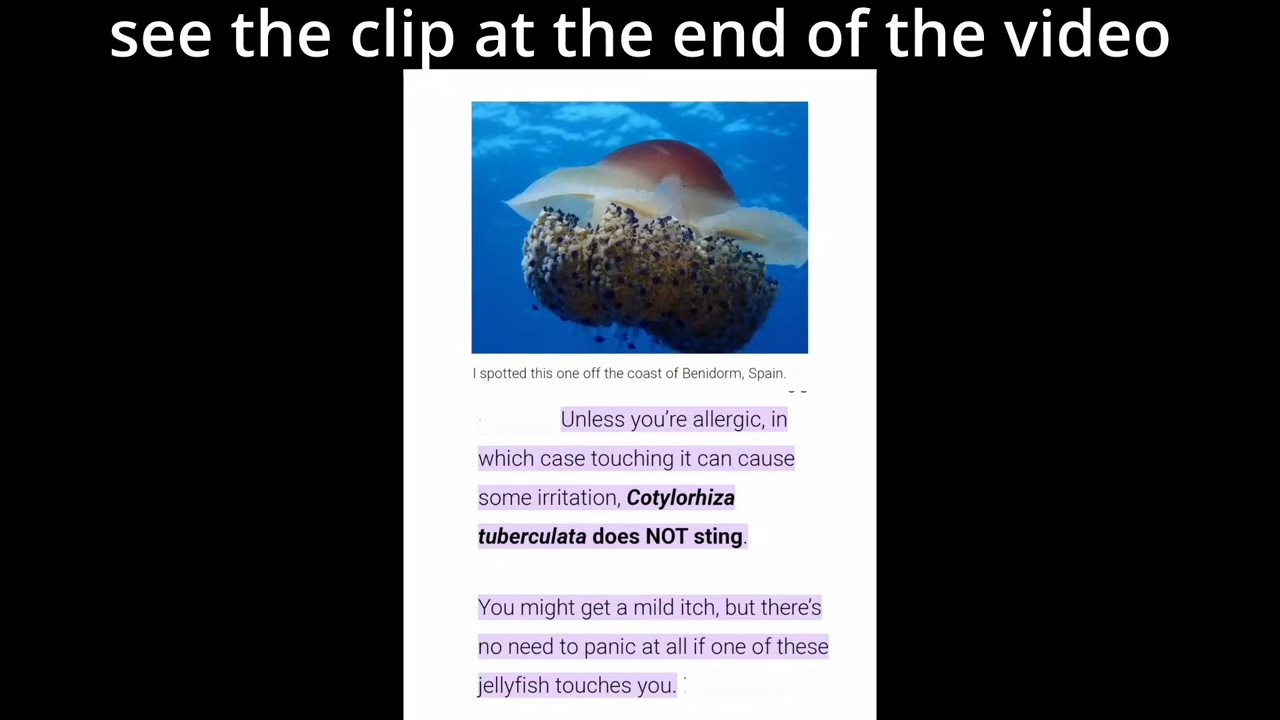 see the clip at the end of the video
I spotted this one off the coast of Benidorm, Spain.
Unless you're allergic, in
which case touching it can cause
some irritation, Cotylorhiza
tuberculata does NOT sting.
You might get a mild itch, but there's
no need to panic at all if one of these
jellyfish touches you.